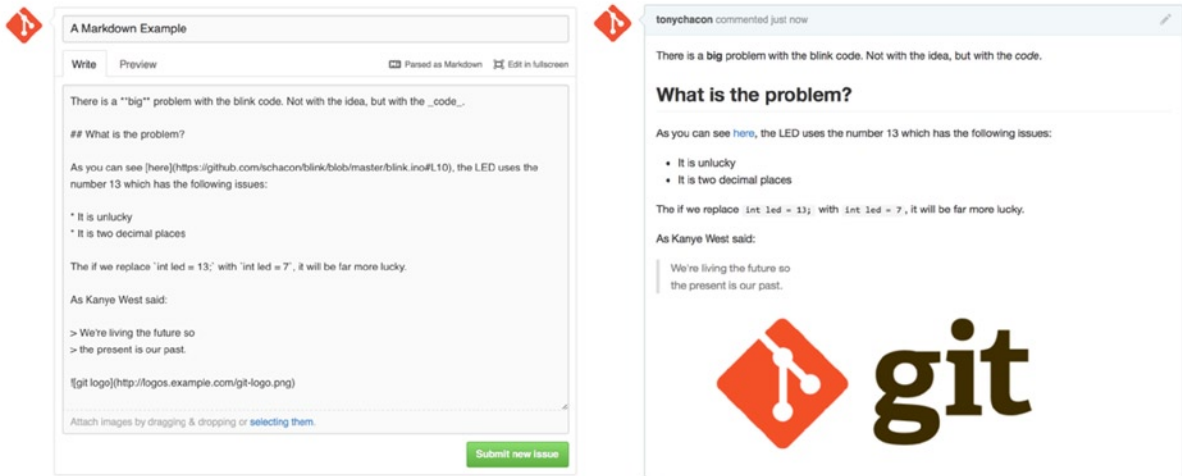 A Markdown Example
Write Preview Parsed as Markdown Edit in fullscreen
There is a **big** problem with the blink code. Not with the idea, but with the _code_.
## What is the problem?
As you can see [here](https://github.com/schacon/blink/blob/master/blink.ino#L10), the LED uses the
number 13 which has the following issues:
* It is unlucky
* It is two decimal places
The if we replace `int led = 13;` with `int led = 7`, it will be far more lucky.
As Kanye West said:
> We're living the future so
> the present is our past.
![git logo](http://logos.example.com/git-logo.png)
Attach images by dragging & dropping or selecting them.
Submit new issue
tonychacon commented just now
There is a big problem with the blink code. Not with the idea, but with the code.
What is the problem?
As you can see here, the LED uses the number 13 which has the following issues:
• It is unlucky
• It is two decimal places
The if we replace int led = 13; with int led = 7, it will be far more lucky.
As Kanye West said:
We're living the future so
the present is our past.
git